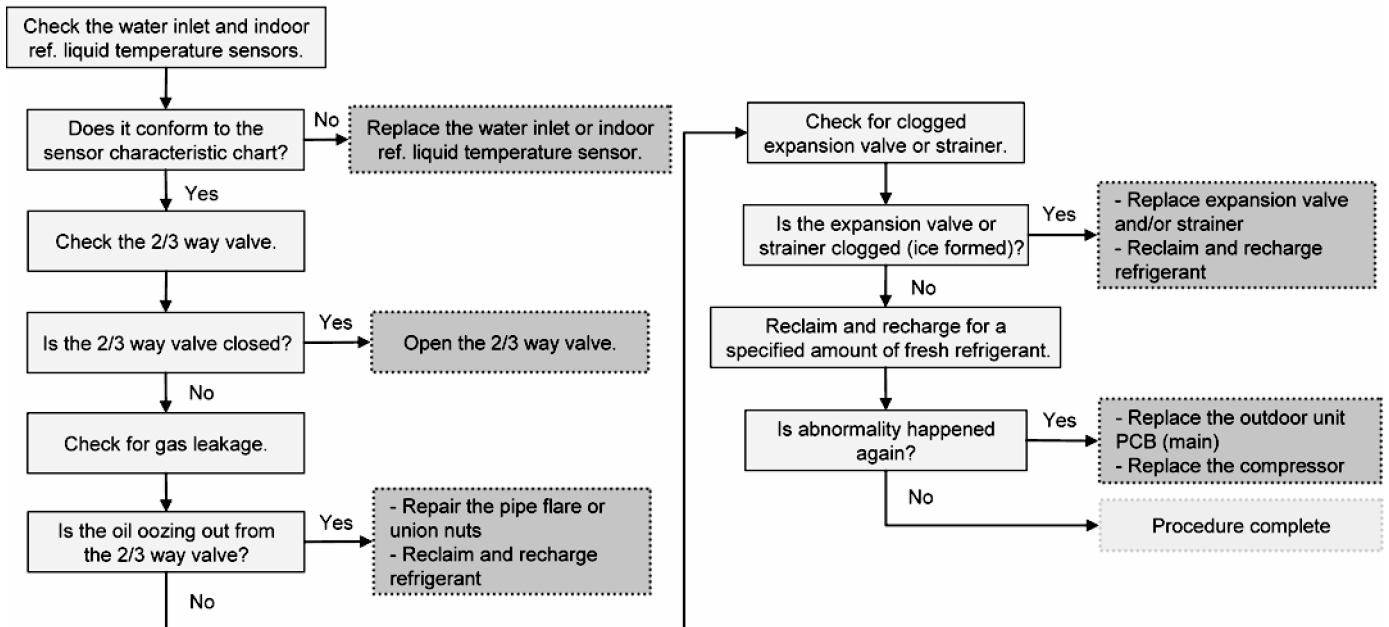 Check the water inlet and indoor
ref. liquid temperature sensors.
Does it conform to the
sensor characteristic chart?
No
Replace the water inlet or indoor
ref. liquid temperature sensor.
Yes
Check the 2/3 way valve.
Is the 2/3 way valve closed?
Yes
Open the 2/3 way valve.
No
Check for gas leakage.
Is the oil oozing out from
the 2/3 way valve?
Yes
- Repair the pipe flare or
union nuts
- Reclaim and recharge
refrigerant
No
Check for clogged
expansion valve or strainer.
Is the expansion valve or
strainer clogged (ice formed)?
Yes
- Replace expansion valve
and/or strainer
- Reclaim and recharge
refrigerant
No
Reclaim and recharge for a
specified amount of fresh refrigerant.
Is abnormality happened
again?
Yes
- Replace the outdoor unit
PCB (main)
- Replace the compressor
No
Procedure complete